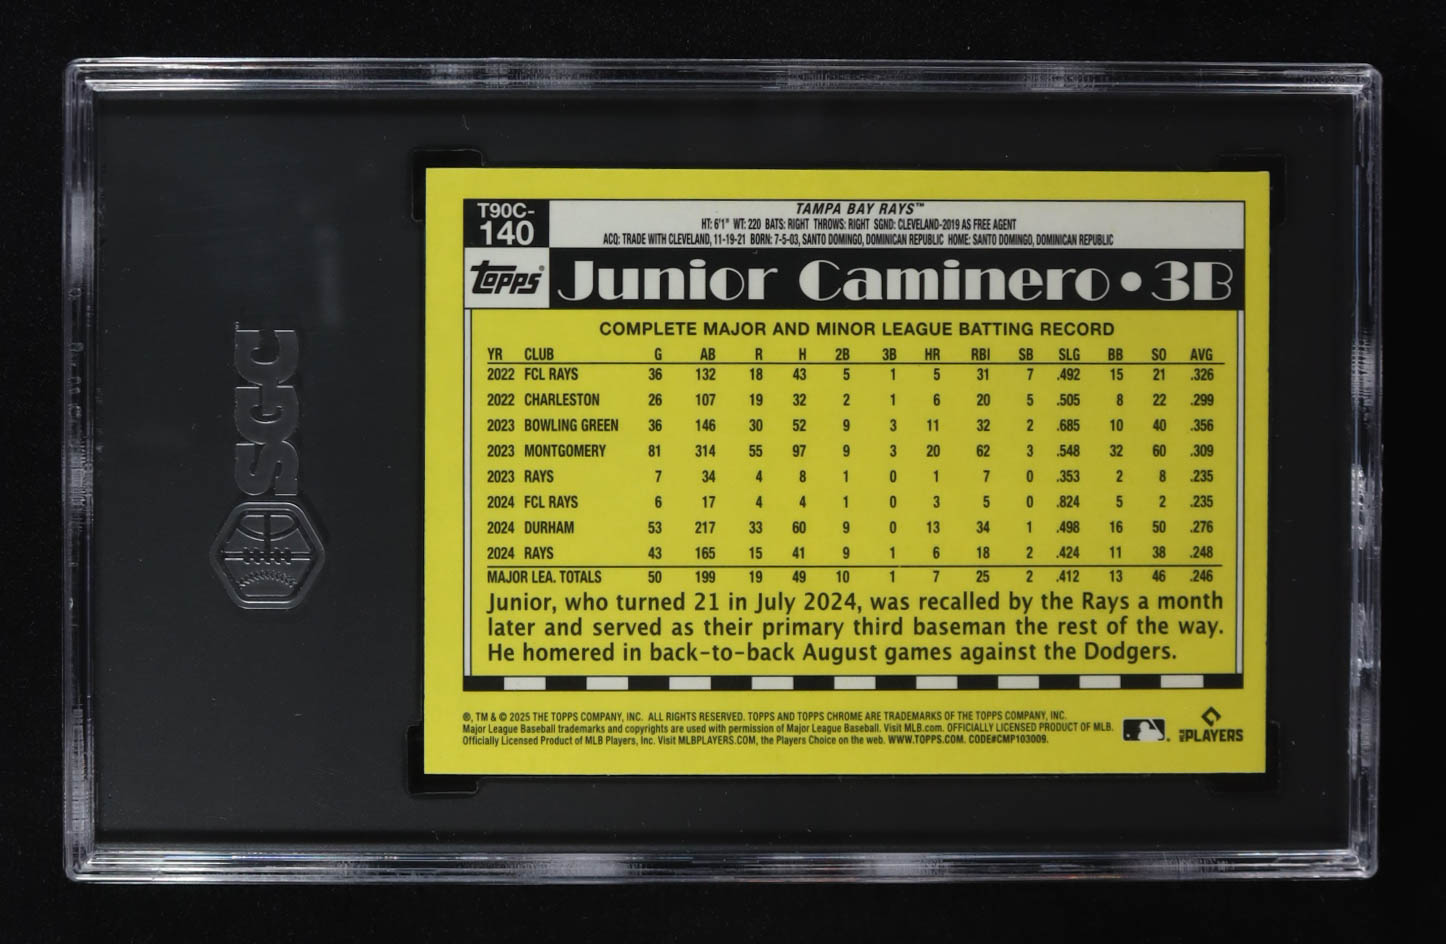 SGC
T90C-
140
TAMPA BAY RAYS™
HT: 6'1" WT: 220 BATS: RIGHT THROWS: RIGHT SGND: CLEVELAND-2019 AS FREE AGENT
ACQ: TRADE WITH CLEVELAND, 11-19-21 BORN: 7-5-03, SANTO DOMINGO, DOMINICAN REPUBLIC HOME: SANTO DOMINGO, DOMINICAN REPUBLIC
Topps® Junior Caminero • 3B
COMPLETE MAJOR AND MINOR LEAGUE BATTING RECORD
YR CLUB G AB R H 2B 3B HR RBI SB SLG BB SO AVG
2022 FCL RAYS 36 132 18 43 5 1 5 31 7 .492 15 21 .326
2022 CHARLESTON 26 107 19 32 2 1 6 20 5 .505 8 22 .299
2023 BOWLING GREEN 36 146 30 52 9 3 11 32 2 .685 10 40 .356
2023 MONTGOMERY 81 314 55 97 9 3 20 62 3 .548 32 60 .309
2023 RAYS 7 34 4 8 1 0 1 7 0 .353 2 8 .235
2024 FCL RAYS 6 17 4 4 1 0 3 5 0 .824 5 2 .235
2024 DURHAM 53 217 33 60 9 0 13 34 1 .498 16 50 .276
2024 RAYS 43 165 15 41 9 1 6 18 2 .424 11 38 .248
MAJOR LEA. TOTALS 50 199 19 49 10 1 7 25 2 .412 13 46 .246
Junior, who turned 21 in July 2024, was recalled by the Rays a month
later and served as their primary third baseman the rest of the way.
He homered in back-to-back August games against the Dodgers.
®, TM & © 2025 THE TOPPS COMPANY, INC. ALL RIGHTS RESERVED. TOPPS AND TOPPS CHROME ARE TRADEMARKS OF THE TOPPS COMPANY, INC.
Major League Baseball trademarks and copyrights are used with permission of Major League Baseball. Visit MLB.com. OFFICIALLY LICENSED PRODUCT OF MLB.
Officially Licensed Product of MLB Players, Inc. Visit MLBPLAYERS.COM, the Players Choice on the web. WWW.TOPPS.COM. CODE#CMP103009.
MLB PLAYERS